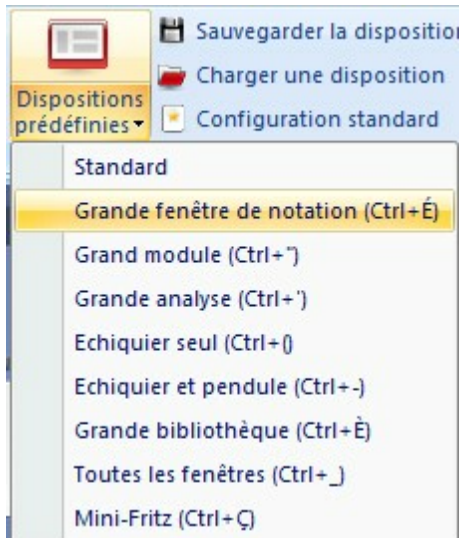 Sauvegarder la disposition
Charger une disposition
Dispositions
prédéfinies
Configuration standard
Standard
Grande fenêtre de notation (Ctrl+É)
Grand module (Ctrl+")
Grande analyse (Ctrl+')
Echiquier seul (Ctrl+()
Echiquier et pendule (Ctrl+-)
Grande bibliothèque (Ctrl+È)
Toutes les fenêtres (Ctrl+_)
Mini-Fritz (Ctrl+Ç)